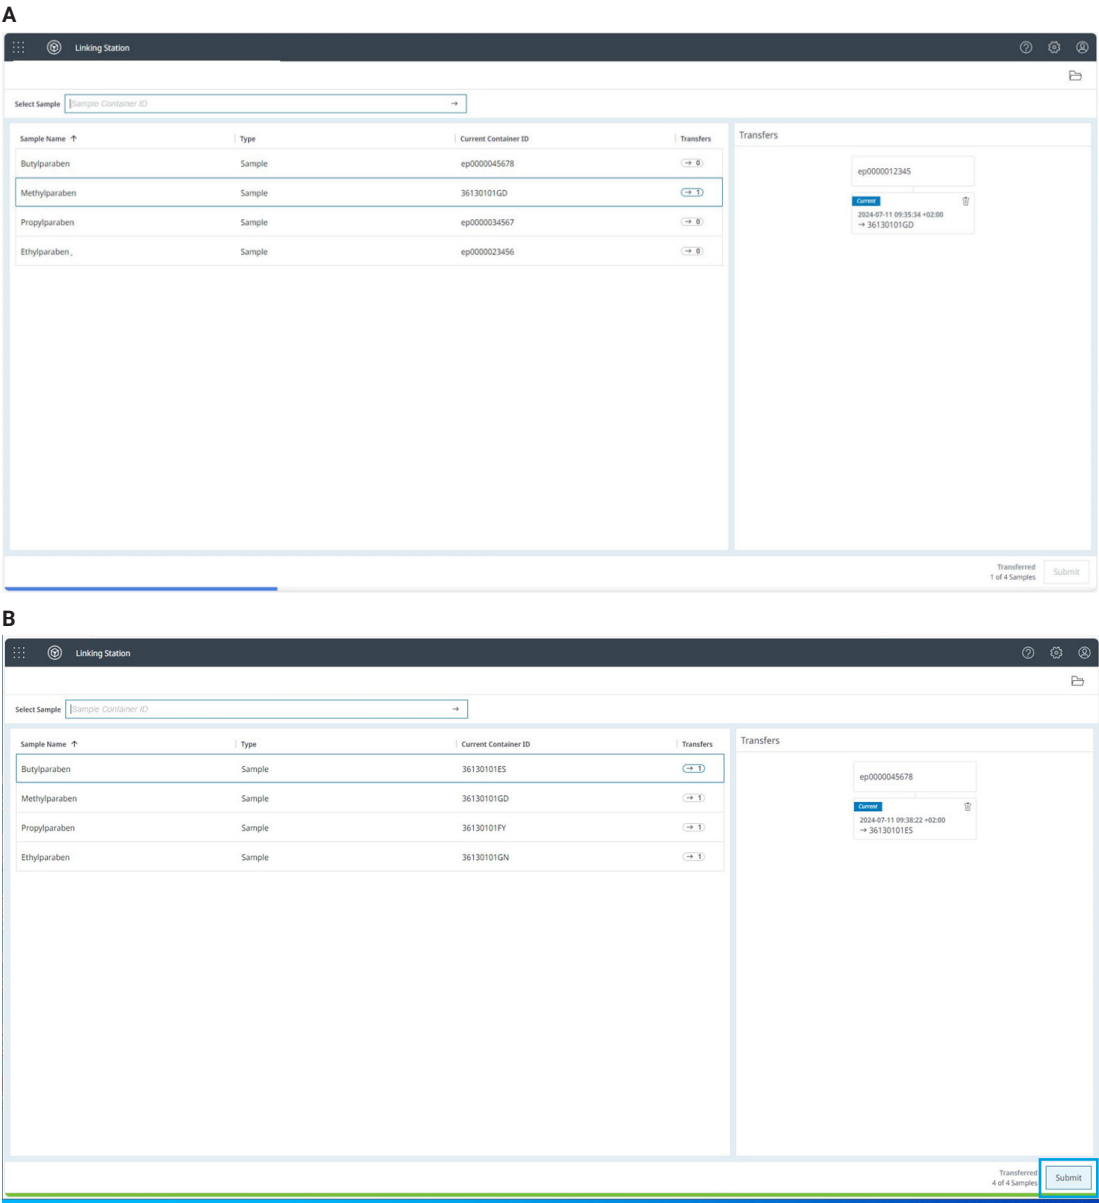 A
Linking Station
Select Sample Sample Container ID →
Sample Name ↑ Type Current Container ID Transfers
Butylparaben Sample ep0000045678 → 0
Methylparaben Sample 36130101GD → 1
Propylparaben Sample ep0000034567 → 0
Ethylparaben, Sample ep0000023456 → 0
Transfers
ep0000012345
Current
2024-07-11 09:35:34 +02:00
→ 36130101GD
Transferred
1 of 4 Samples
Submit
B
Linking Station
Select Sample Sample Container ID →
Sample Name ↑ Type Current Container ID Transfers
Butylparaben Sample 36130101ES → 1
Methylparaben Sample 36130101GD → 1
Propylparaben Sample 36130101FY → 1
Ethylparaben Sample 36130101GN → 1
Transfers
ep0000045678
Current
2024-07-11 09:38:22 +02:00
→ 36130101ES
Transferred
4 of 4 Samples
Submit